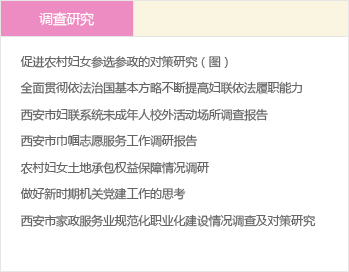 调查研究
促进农村妇女参选参政的对策研究（图）
全面贯彻依法治国基本方略不断提高妇联依法履职能力
西安市妇联系统未成年人校外活动场所调查报告
西安市巾帼志愿服务工作调研报告
农村妇女土地承包权益保障情况调研
做好新时期机关党建工作的思考
西安市家政服务业规范化职业化建设情况调查及对策研究